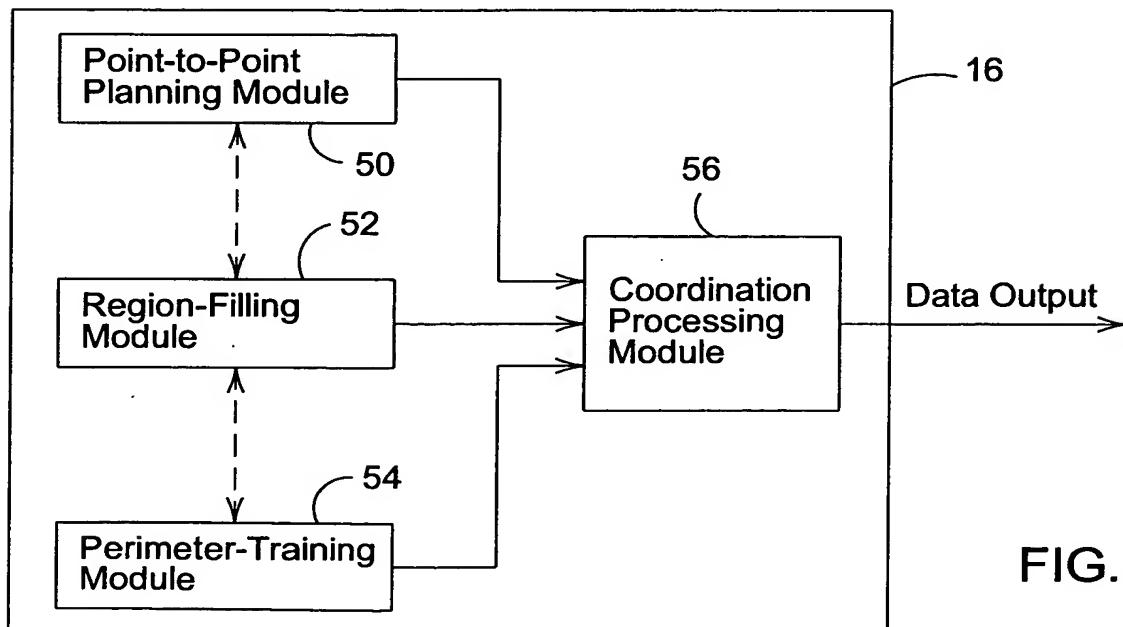 Point-to-Point
Planning Module
50
16
52
Region-Filling
Module
56
Coordination
Processing
Module
Data Output
54
Perimeter-Training
Module
FIG.